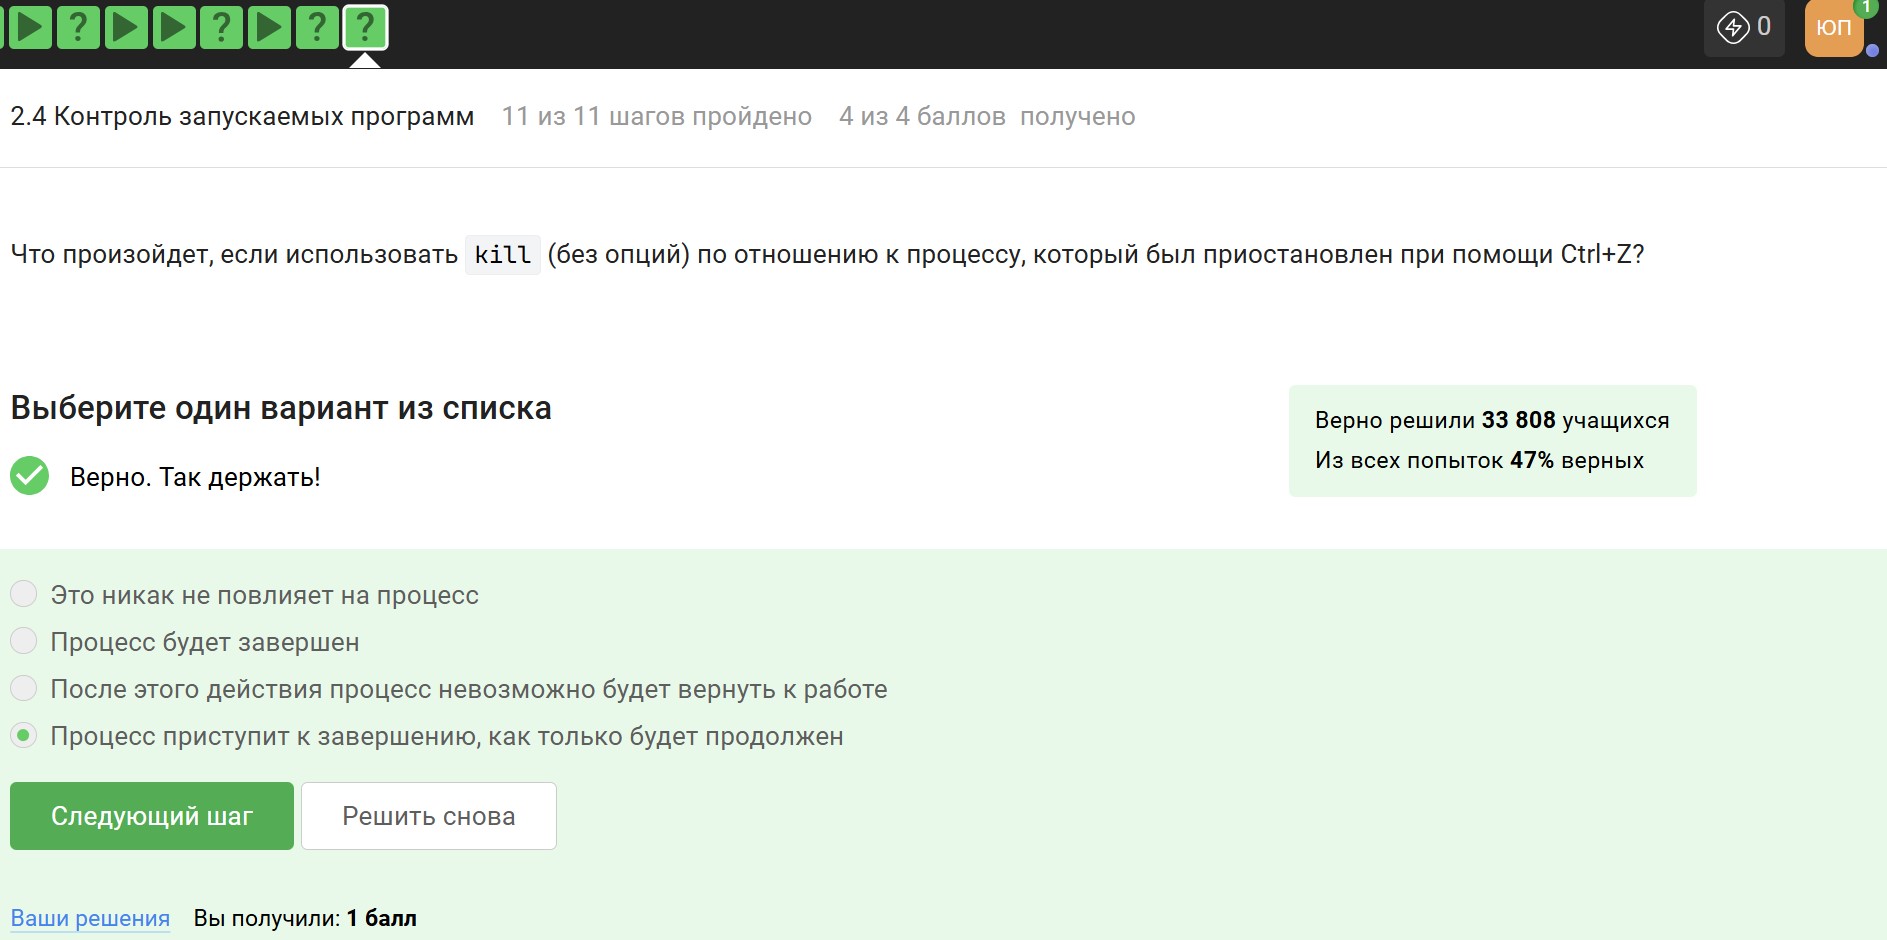 ? ? ? ?
0
ЮП
1
2.4 Контроль запускаемых программ 11 из 11 шагов пройдено 4 из 4 баллов получено
Что произойдет, если использовать kill (без опций) по отношению к процессу, который был приостановлен при помощи Ctrl+Z?
Выберите один вариант из списка
Верно. Так держать!
Верно решили 33 808 учащихся
Из всех попыток 47% верных
Это никак не повлияет на процесс
Процесс будет завершен
После этого действия процесс невозможно будет вернуть к работе
Процесс приступит к завершению, как только будет продолжен
Следующий шаг Решить снова
Ваши решения Вы получили: 1 балл